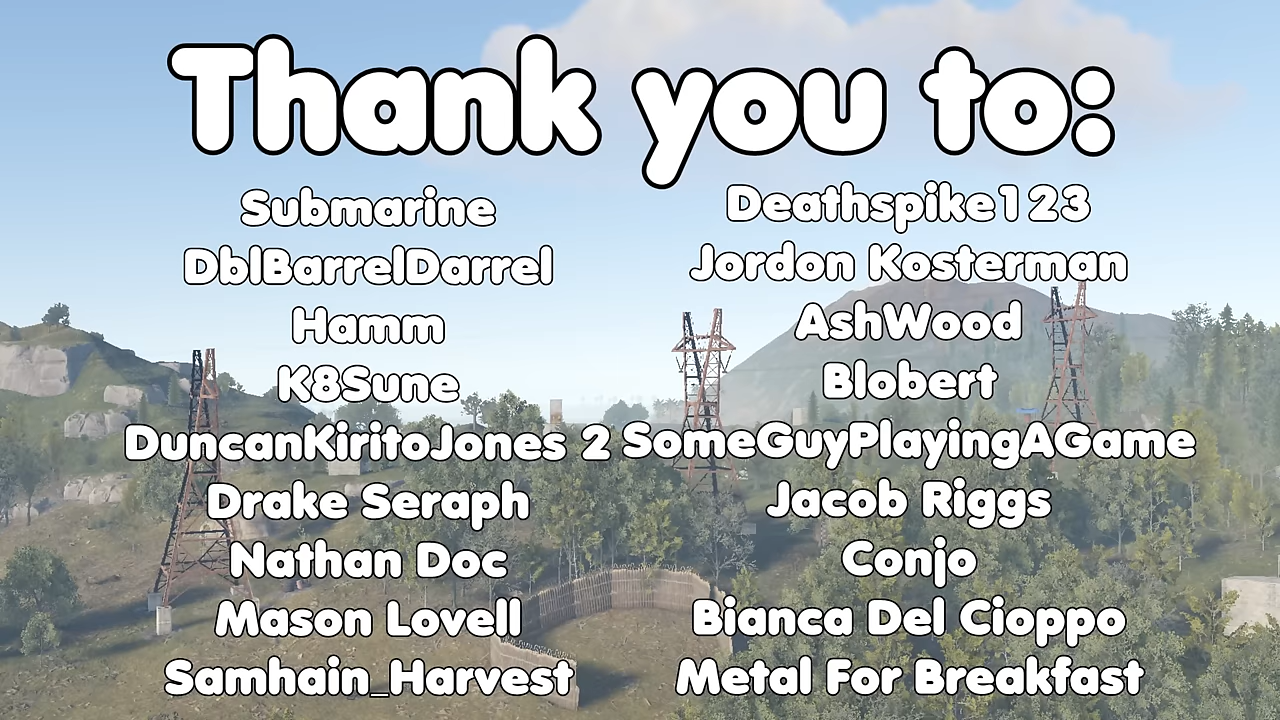 Thank you to:
Submarine
DblBarrelDarrel
Hamm
K8Sune
DuncanKiritoJones 2
Drake Seraph
Nathan Doc
Mason Lovell
Samhain_Harvest
Deathspike123
Jordon Kosterman
AshWood
Blobert
SomeGuyPlayingAGame
Jacob Riggs
Conjo
Bianca Del Cioppo
Metal For Breakfast